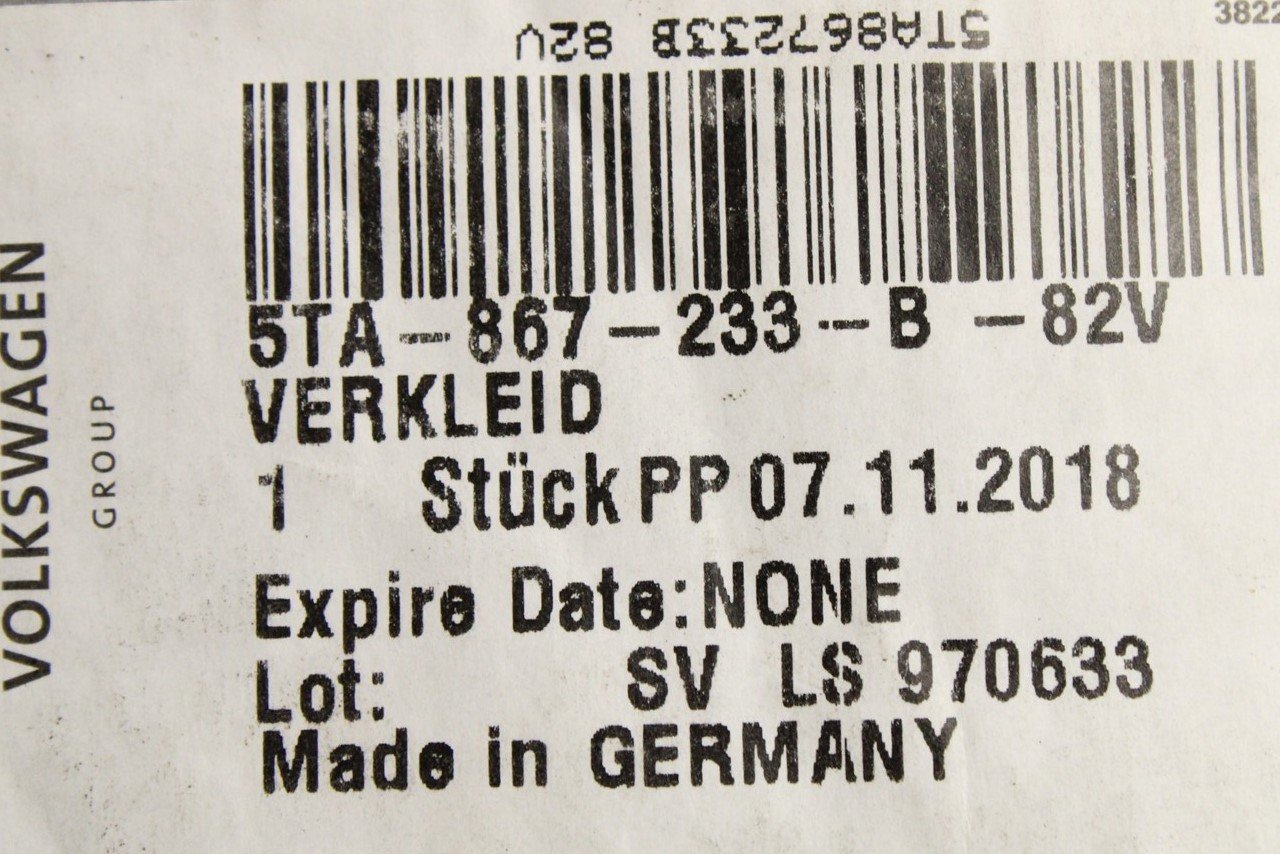 3822
5TA867233B 82V
5TA-867-233-B -82V
VERKLEID
1 Stück PP 07.11.2018
Expire Date:NONE
Lot: SV LS 970633
Made in GERMANY
VOLKSWAGEN
GROUP